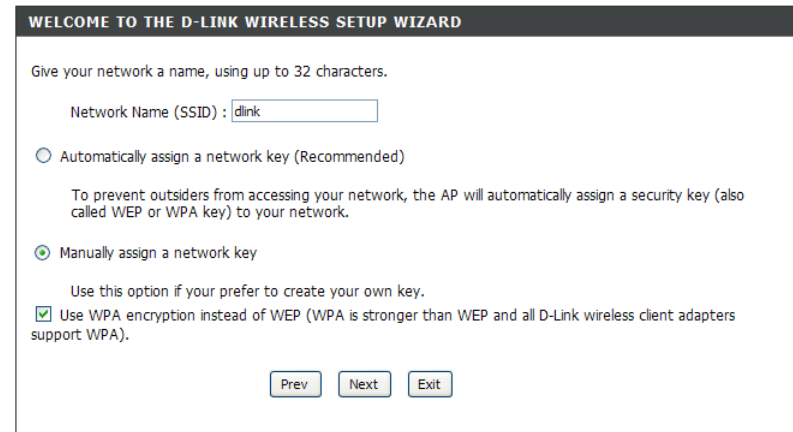 WELCOME TO THE D-LINK WIRELESS SETUP WIZARD
Give your network a name, using up to 32 characters.
Network Name (SSID) : dlink
Automatically assign a network key (Recommended)
To prevent outsiders from accessing your network, the AP will automatically assign a security key (also
called WEP or WPA key) to your network.
Manually assign a network key
Use this option if your prefer to create your own key.
Use WPA encryption instead of WEP (WPA is stronger than WEP and all D-Link wireless client adapters
support WPA).
Prev Next Exit